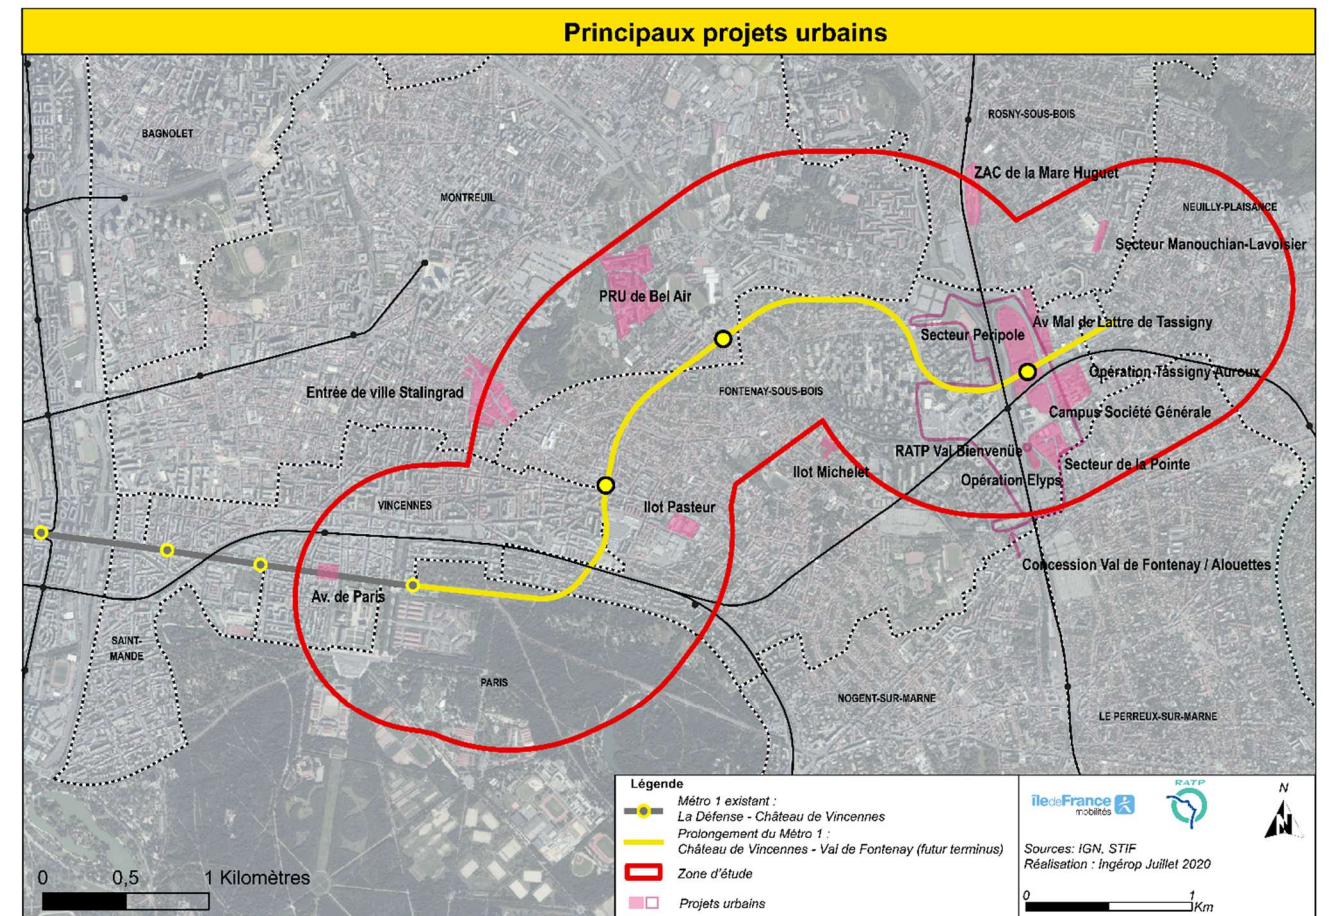 Principaux projets urbains
BAGNOLET
ROSNY-SOUS-BOIS
ZAC de la Mare Huguet
MONTREUIL
NEUILLY-PLAISANCE
Secteur Manouchian-Lavoisier
PRU de Bel Air
Av Mal de Lattre de Tassigny
Secteur Péripole
Opération Tassigny Auroux
Entrée de ville Stalingrad
FONTENAY-SOUS-BOIS
Campus Société Générale
RATP Val Bienvenüe
Secteur de la Pointe
Ilot Michelet
Opération Elyps
VINCENNES
Ilot Pasteur
Concession Val de Fontenay / Alouettes
Av. de Paris
SAINT-
MANDE
PARIS
NOGENT-SUR-MARNE
LE PERREUX-SUR-MARNE
0 0,5 1 Kilomètres
Légende
Métro 1 existant :
La Défense - Château de Vincennes
Prolongement du Métro 1 :
Château de Vincennes - Val de Fontenay (futur terminus)
Zone d'étude
Projets urbains
îledeFrance
mobilités
RATP
N
Sources: IGN, STIF
Réalisation : Ingérop Juillet 2020
0 1
Km